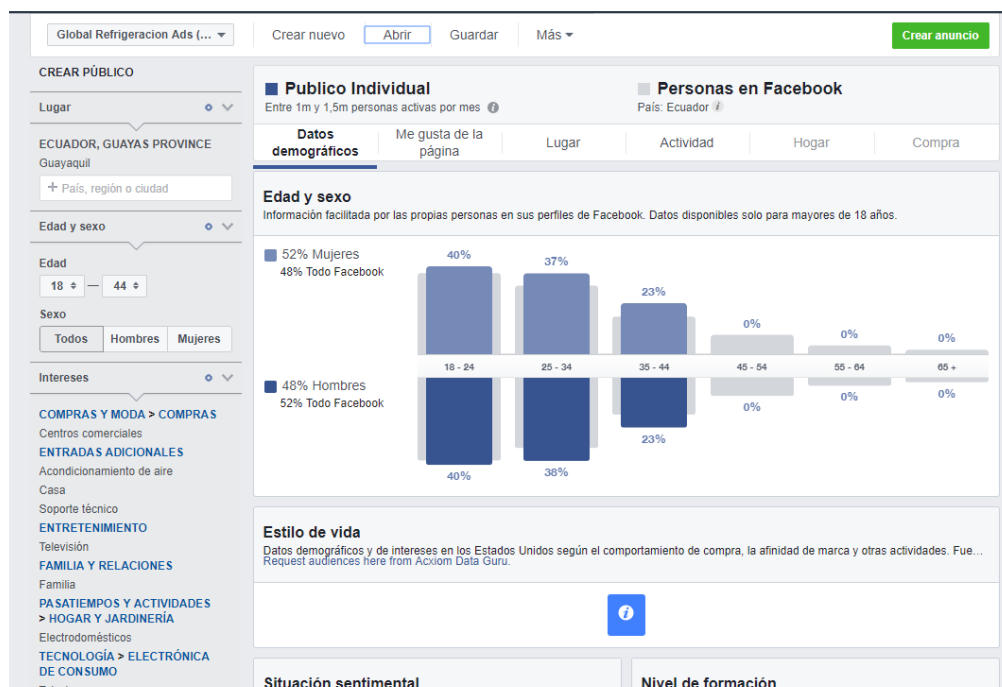 Global Refrigeracion Ads (...
Crear nuevo
Abrir
Guardar
Más
Crear anuncio
CREAR PÚBLICO
Lugar
ECUADOR, GUAYAS PROVINCE
Guayaquil
+ País, región o ciudad
Edad y sexo
Edad
18 — 44
Sexo
Todos Hombres Mujeres
Intereses
COMPRAS Y MODA > COMPRAS
Centros comerciales
ENTRADAS ADICIONALES
Acondicionamiento de aire
Casa
Soporte técnico
ENTRETENIMIENTO
Televisión
FAMILIA Y RELACIONES
Familia
PASATIEMPOS Y ACTIVIDADES
> HOGAR Y JARDINERÍA
Electrodomésticos
TECNOLOGÍA > ELECTRÓNICA
DE CONSUMO
Publico Individual
Entre 1m y 1,5m personas activas por mes
Personas en Facebook
País: Ecuador
Datos
demográficos
Me gusta de la
página
Lugar
Actividad
Hogar
Compra
Edad y sexo
Información facilitada por las propias personas en sus perfiles de Facebook. Datos disponibles solo para mayores de 18 años.
52% Mujeres
48% Todo Facebook
40% 37% 23% 0% 0% 0%
18 - 24 25 - 34 35 - 44 45 - 54 55 - 64 65 +
48% Hombres
52% Todo Facebook
40% 38% 23% 0% 0% 0%
Estilo de vida
Datos demográficos y de intereses en los Estados Unidos según el comportamiento de compra, la afinidad de marca y otras actividades. Fue...
Request audiences here from Acxiom Data Guru.
Situación sentimental
Nivel de formación